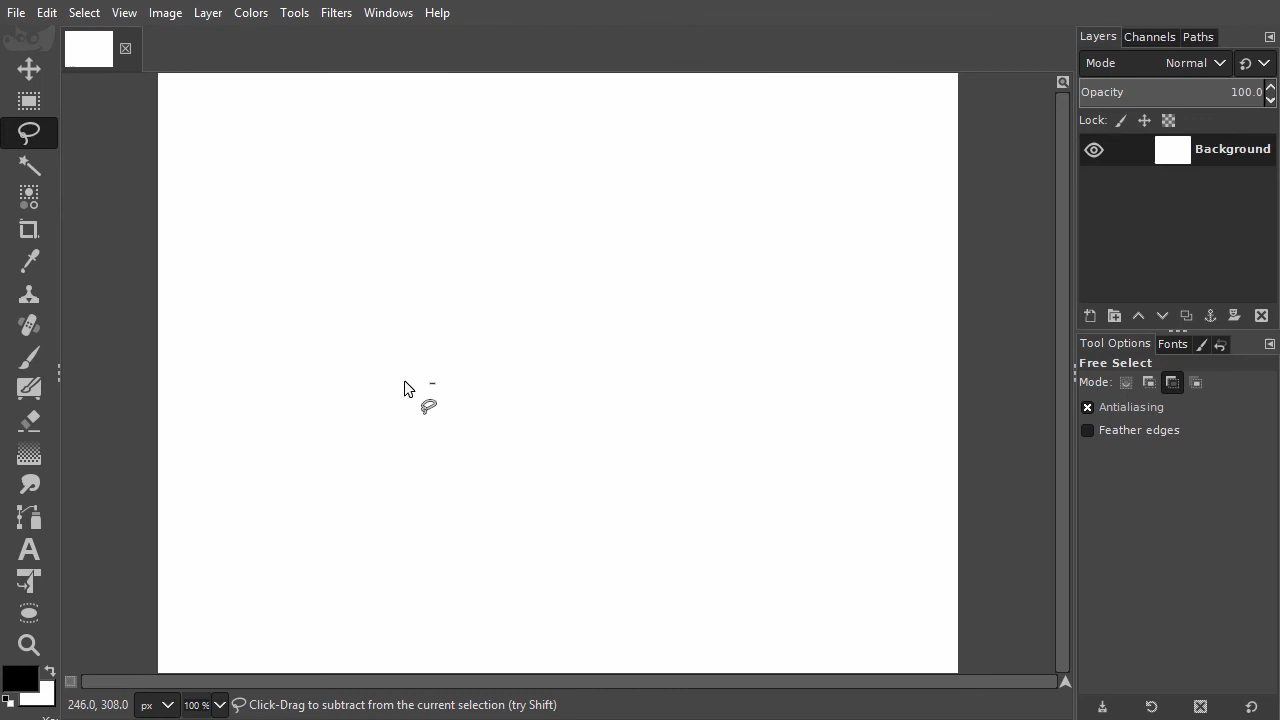 File Edit Select View Image Layer Colors Tools Filters Windows Help
Layers Channels Paths
Mode Normal
Opacity 100.0
Lock:
Background
Tool Options Fonts
Free Select
Mode:
Antialiasing
Feather edges
246.0, 308.0 px 100 % Click-Drag to subtract from the current selection (try Shift)